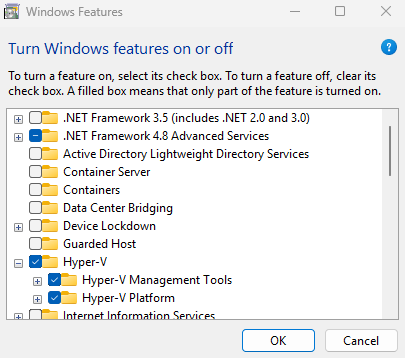 Windows Features
Turn Windows features on or off
To turn a feature on, select its check box. To turn a feature off, clear its
check box. A filled box means that only part of the feature is turned on.
.NET Framework 3.5 (includes .NET 2.0 and 3.0)
.NET Framework 4.8 Advanced Services
Active Directory Lightweight Directory Services
Container Server
Containers
Data Center Bridging
Device Lockdown
Guarded Host
Hyper-V
Hyper-V Management Tools
Hyper-V Platform
Internet Information Services
OK
Cancel